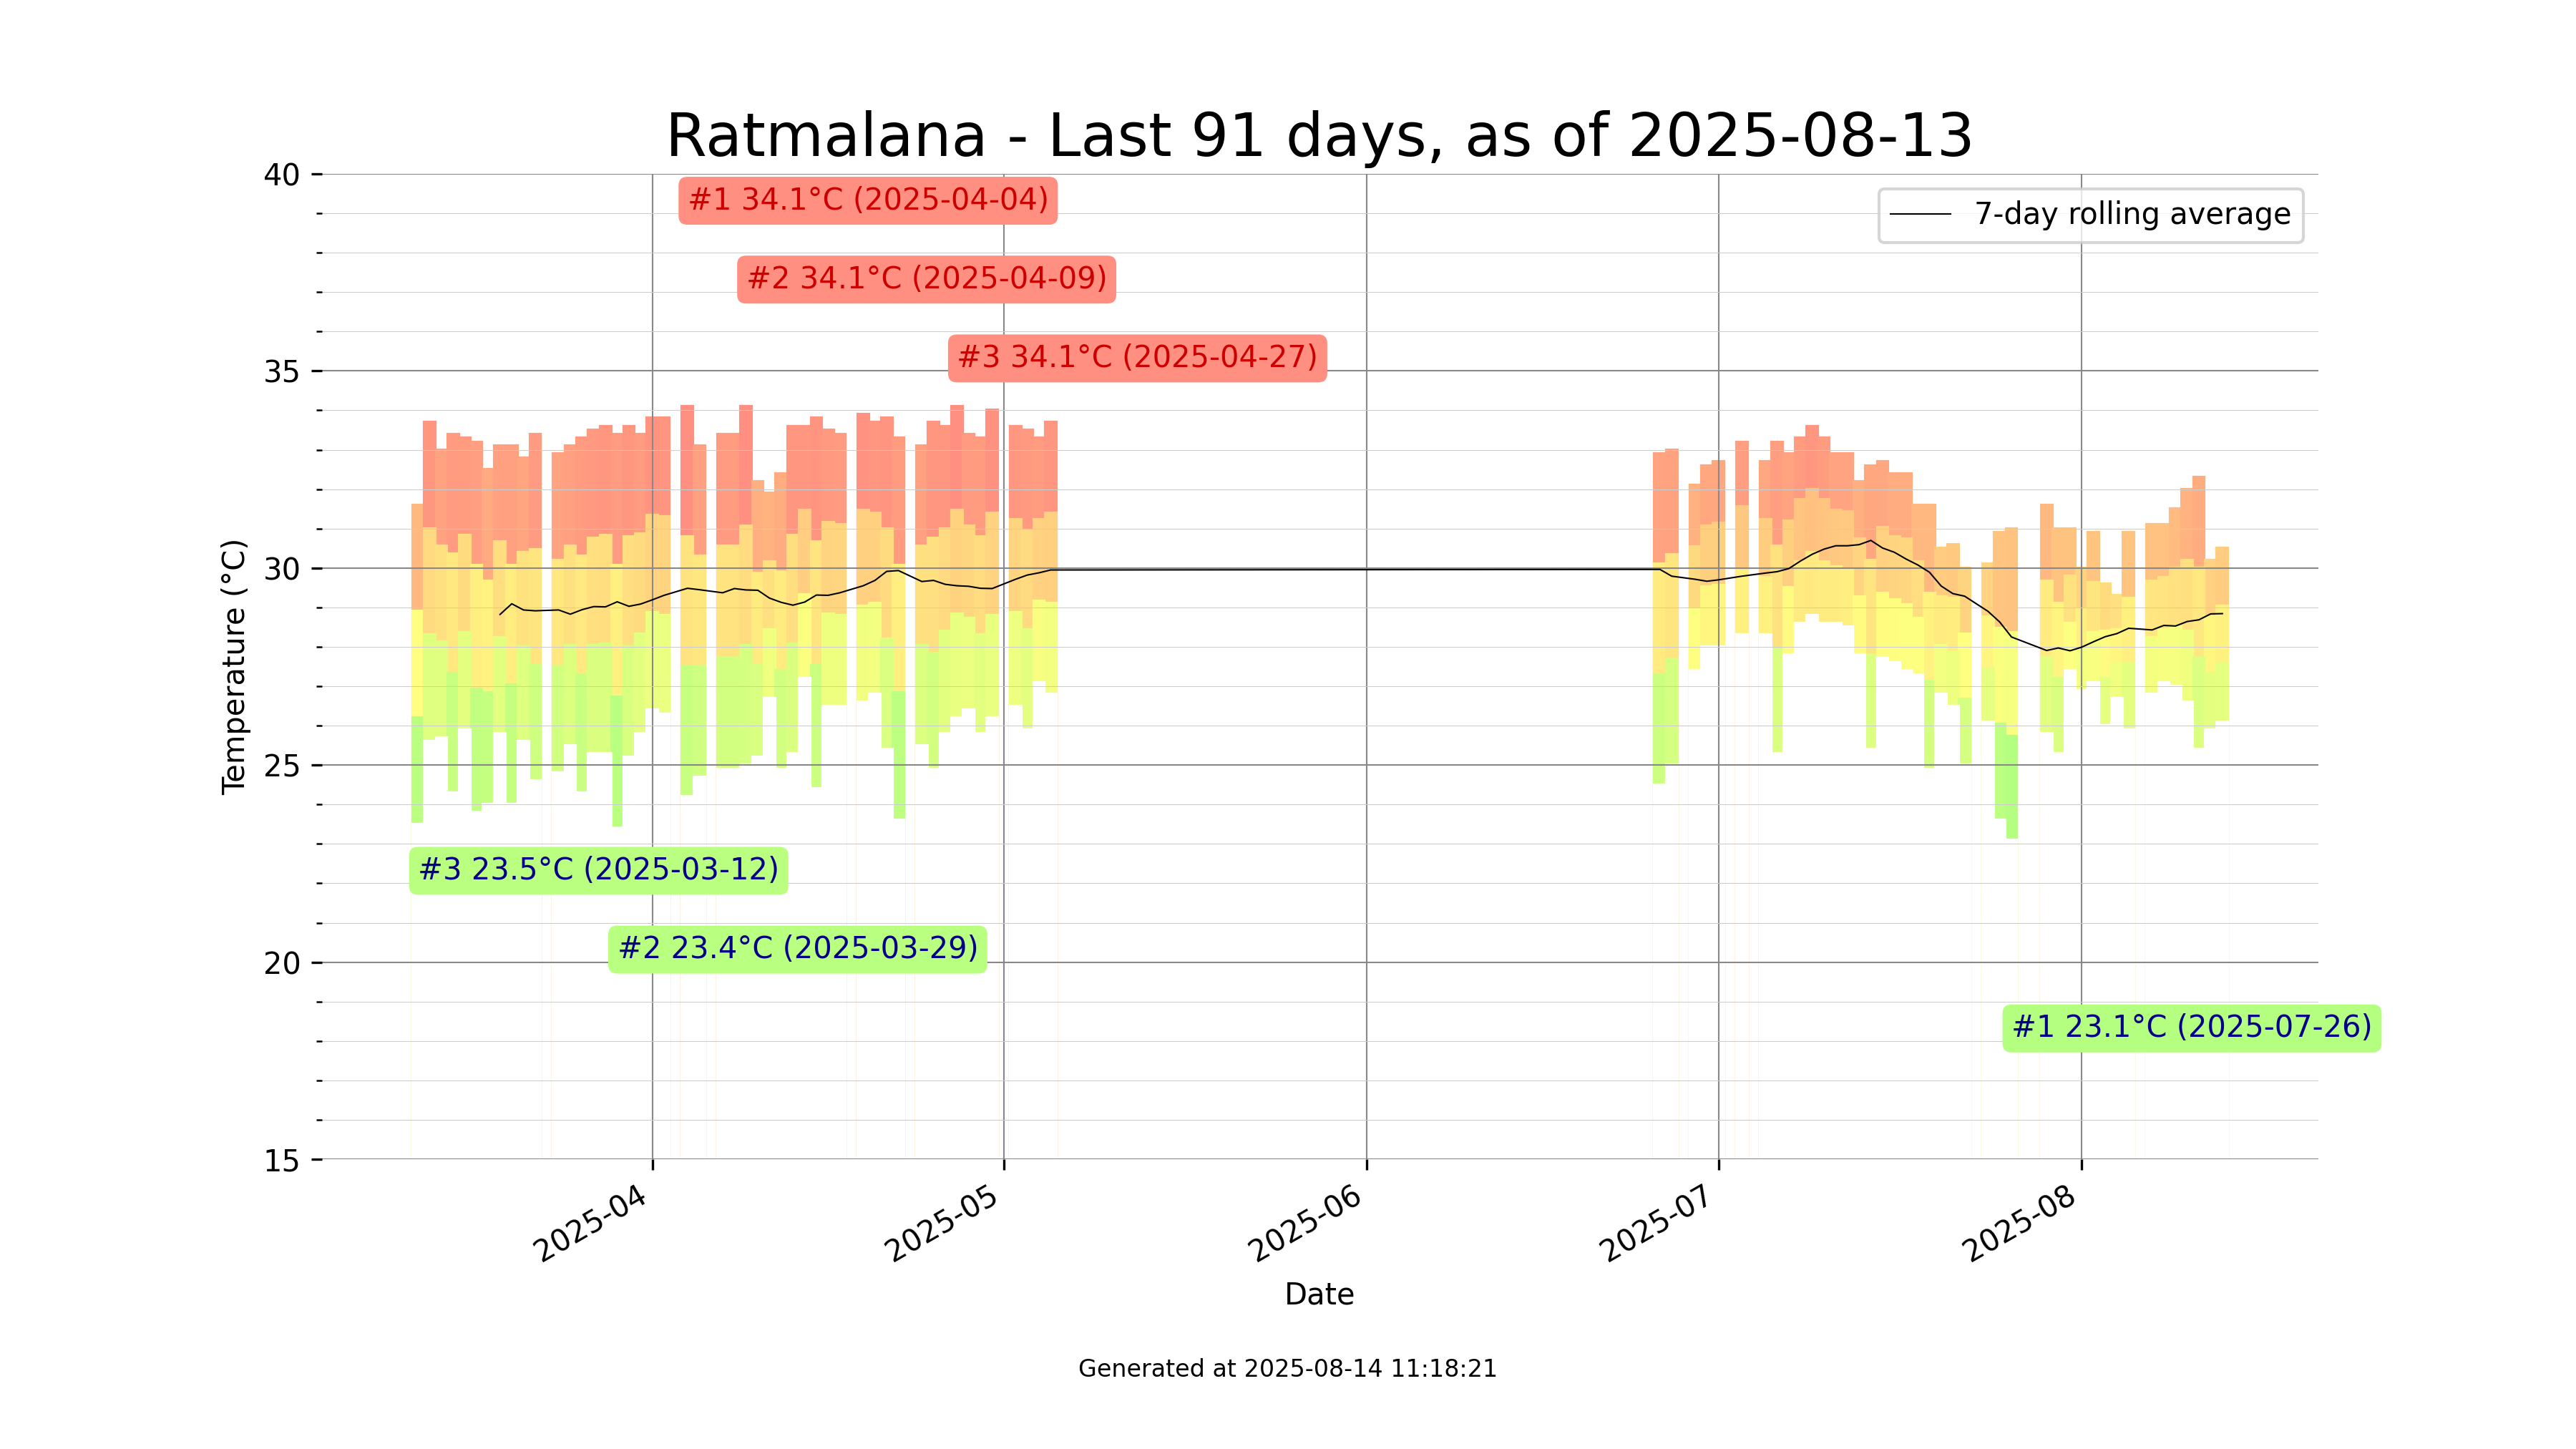 Ratmalana - Last 91 days, as of 2025-08-13
40
35
30
25
20
15
Temperature (°C)
#1 34.1°C (2025-04-04)
#2 34.1°C (2025-04-09)
#3 34.1°C (2025-04-27)
7-day rolling average
#3 23.5°C (2025-03-12)
#2 23.4°C (2025-03-29)
#1 23.1°C (2025-07-26)
2025-04
2025-05
2025-06
2025-07
2025-08
Date
Generated at 2025-08-14 11:18:21